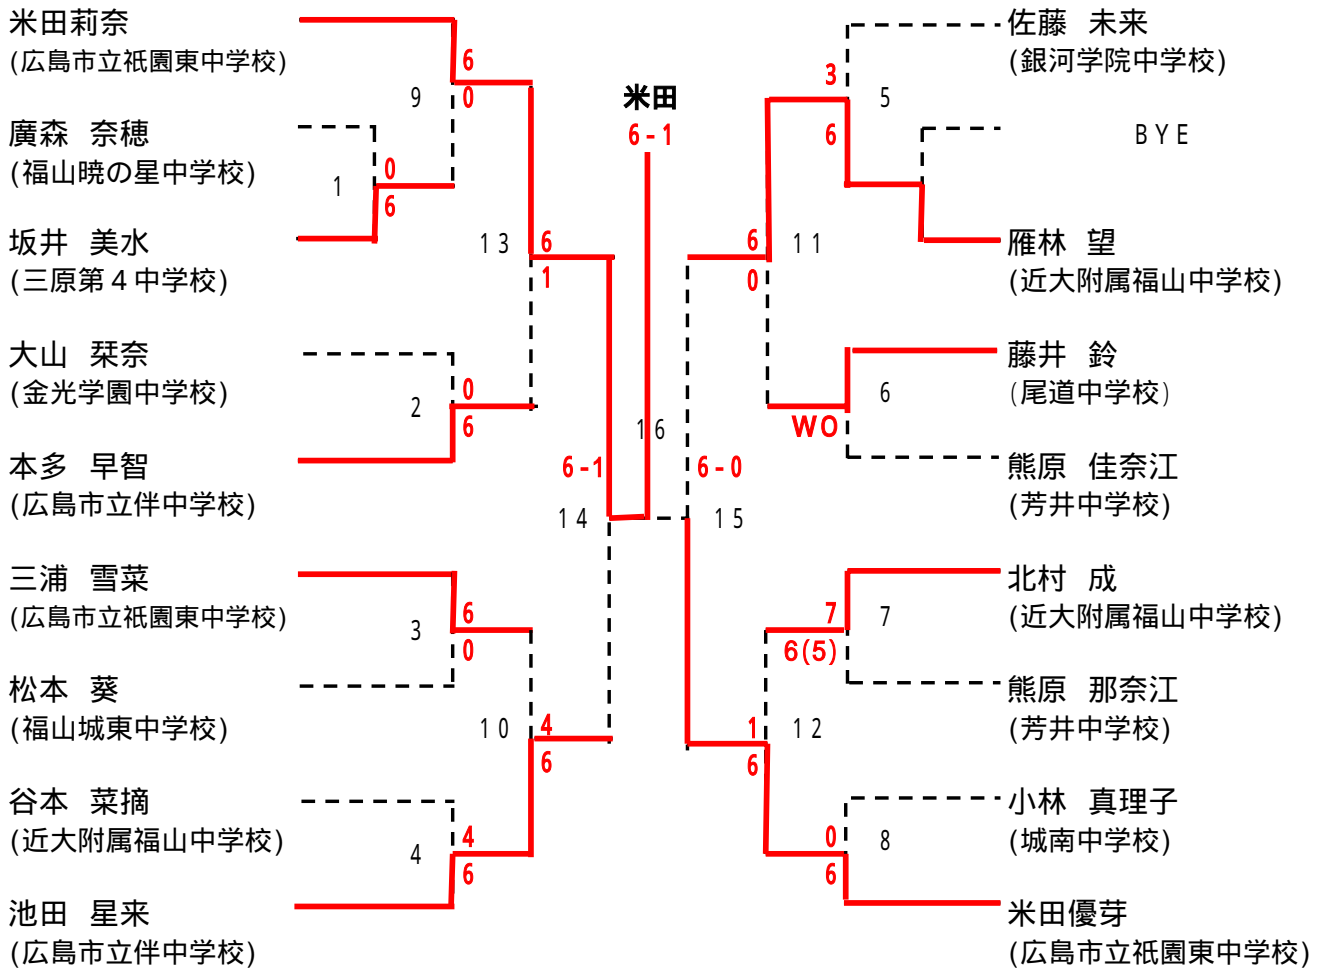 米田莉奈
(広島市立祇園東中学校)
廣森 奈穂
(福山暁の星中学校)
坂井 美水
(三原第４中学校)
大山 栞奈
(金光学園中学校)
本多 早智
(広島市立伴中学校)
三浦 雪菜
(広島市立祇園東中学校)
松本 葵
(福山城東中学校)
谷本 菜摘
(近大附属福山中学校)
池田 星来
(広島市立伴中学校)
9
6
0
1
0
6
13
6
1
2
0
6
3
6
0
10
4
6
4
4
6
14
6-1
米田
6-1
16
6-0
15
3
6
5
6
0
11
WO
6
7
6(5)
7
1
6
12
0
6
8
佐藤 未来
(銀河学院中学校)
BYE
雁林 望
(近大附属福山中学校)
藤井 鈴
(尾道中学校)
熊原 佳奈江
(芳井中学校)
北村 成
(近大附属福山中学校)
熊原 那奈江
(芳井中学校)
小林 真理子
(城南中学校)
米田優芽
(広島市立祇園東中学校)